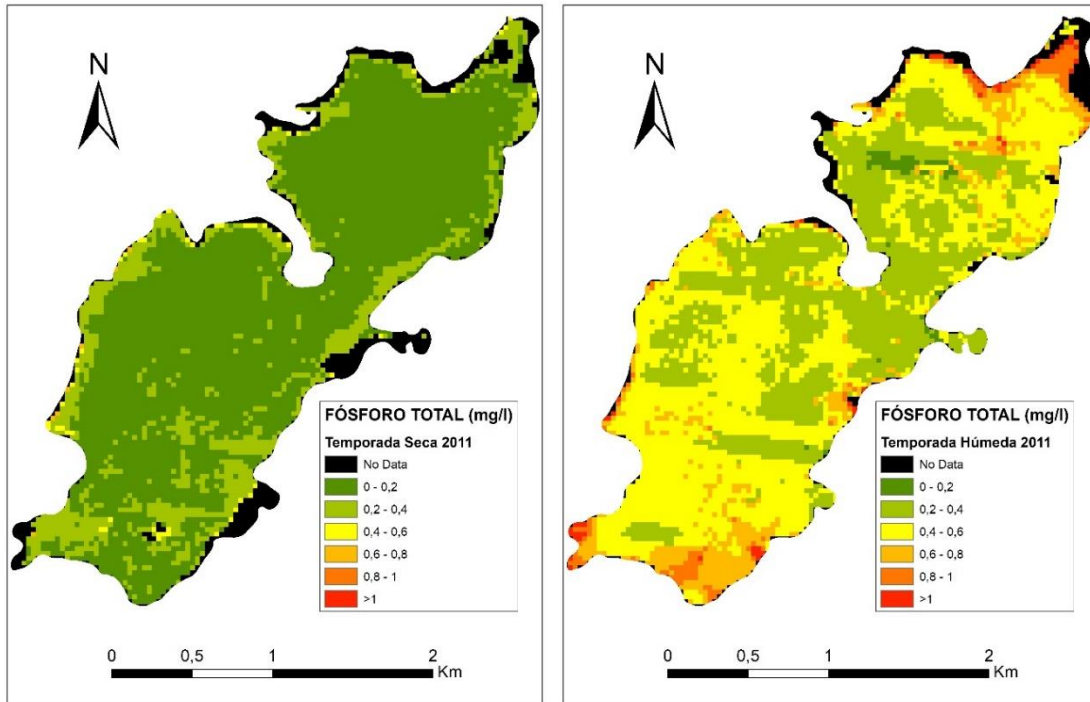 N
FÓSFORO TOTAL (mg/l)
Temporada Seca 2011
No Data
0 - 0,2
0,2 - 0,4
0,4 - 0,6
0,6 - 0,8
0,8 - 1
>1
0 0,5 1 2
Km
N
FÓSFORO TOTAL (mg/l)
Temporada Húmeda 2011
No Data
0 - 0,2
0,2 - 0,4
0,4 - 0,6
0,6 - 0,8
0,8 - 1
>1
0 0,5 1 2
Km